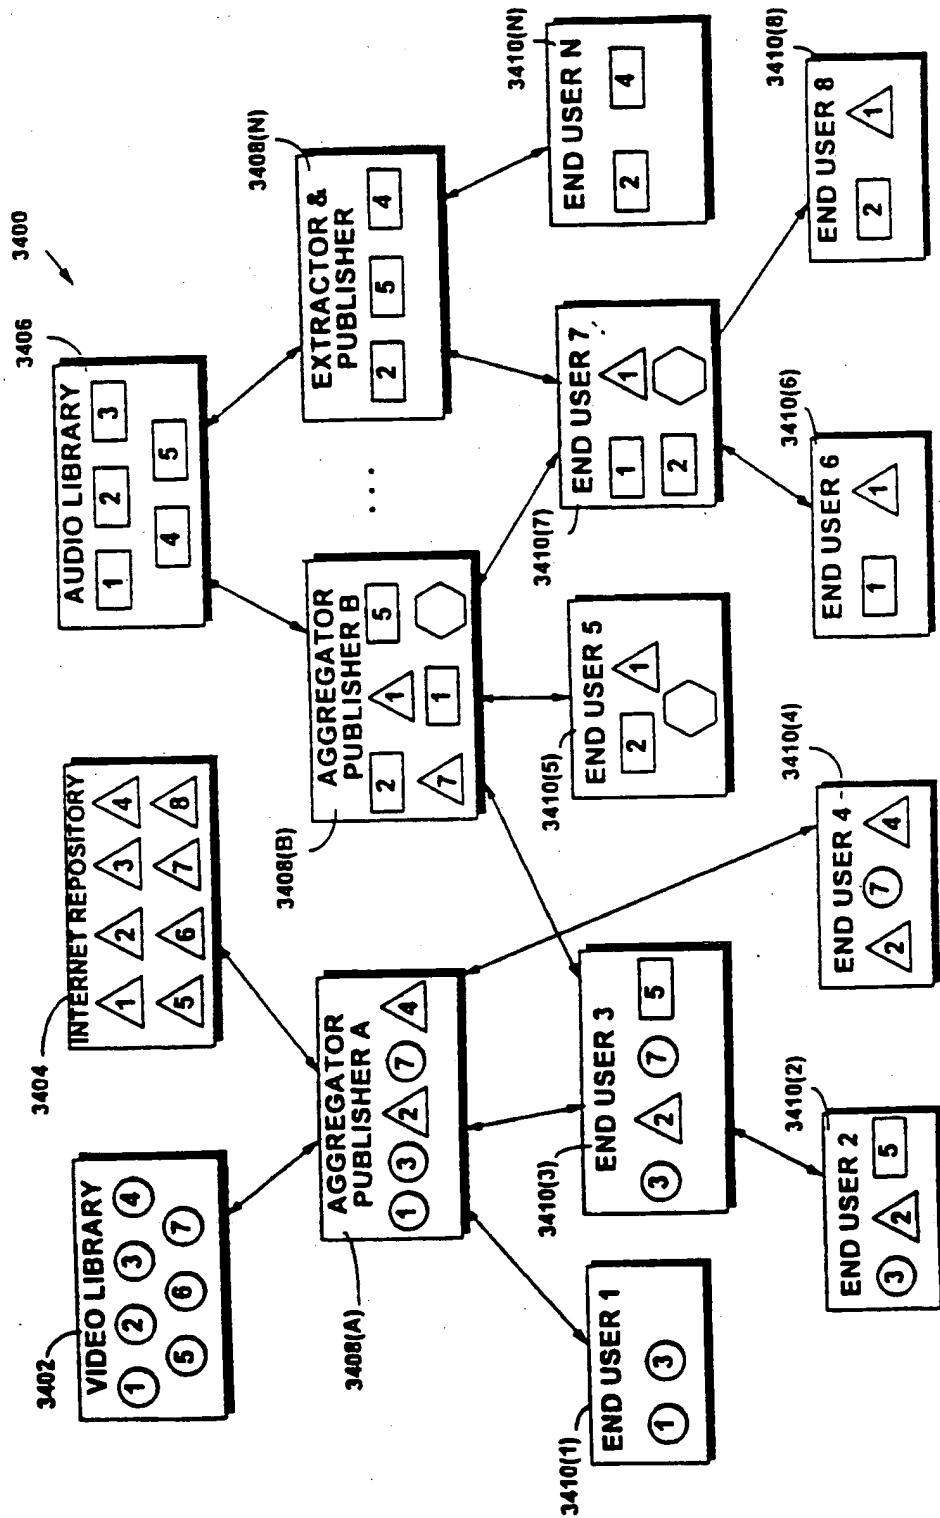 3400
3402
VIDEO LIBRARY
1 2 3 4
5 6 7
3404
INTERNET REPOSITORY
1 2 3 4
5 6 7 8
3406
AUDIO LIBRARY
1 2 3
4 5
3408(A)
AGGREGATOR
PUBLISHER A
1 3 2 7 4
3408(B)
AGGREGATOR
PUBLISHER B
2 1 5
7 1
...
3408(N)
EXTRACTOR &
PUBLISHER
2 5 4
3410(1)
END USER 1
1 3
3410(3)
END USER 3
3 2 7 5
3410(5)
END USER 5
2 1
3410(7)
END USER 7
1 1
2
3410(N)
END USER N
2 4
3410(2)
END USER 2
3 2 5
3410(4)
END USER 4
2 7 4
3410(6)
END USER 6
1 1
3410(8)
END USER 8
2 1